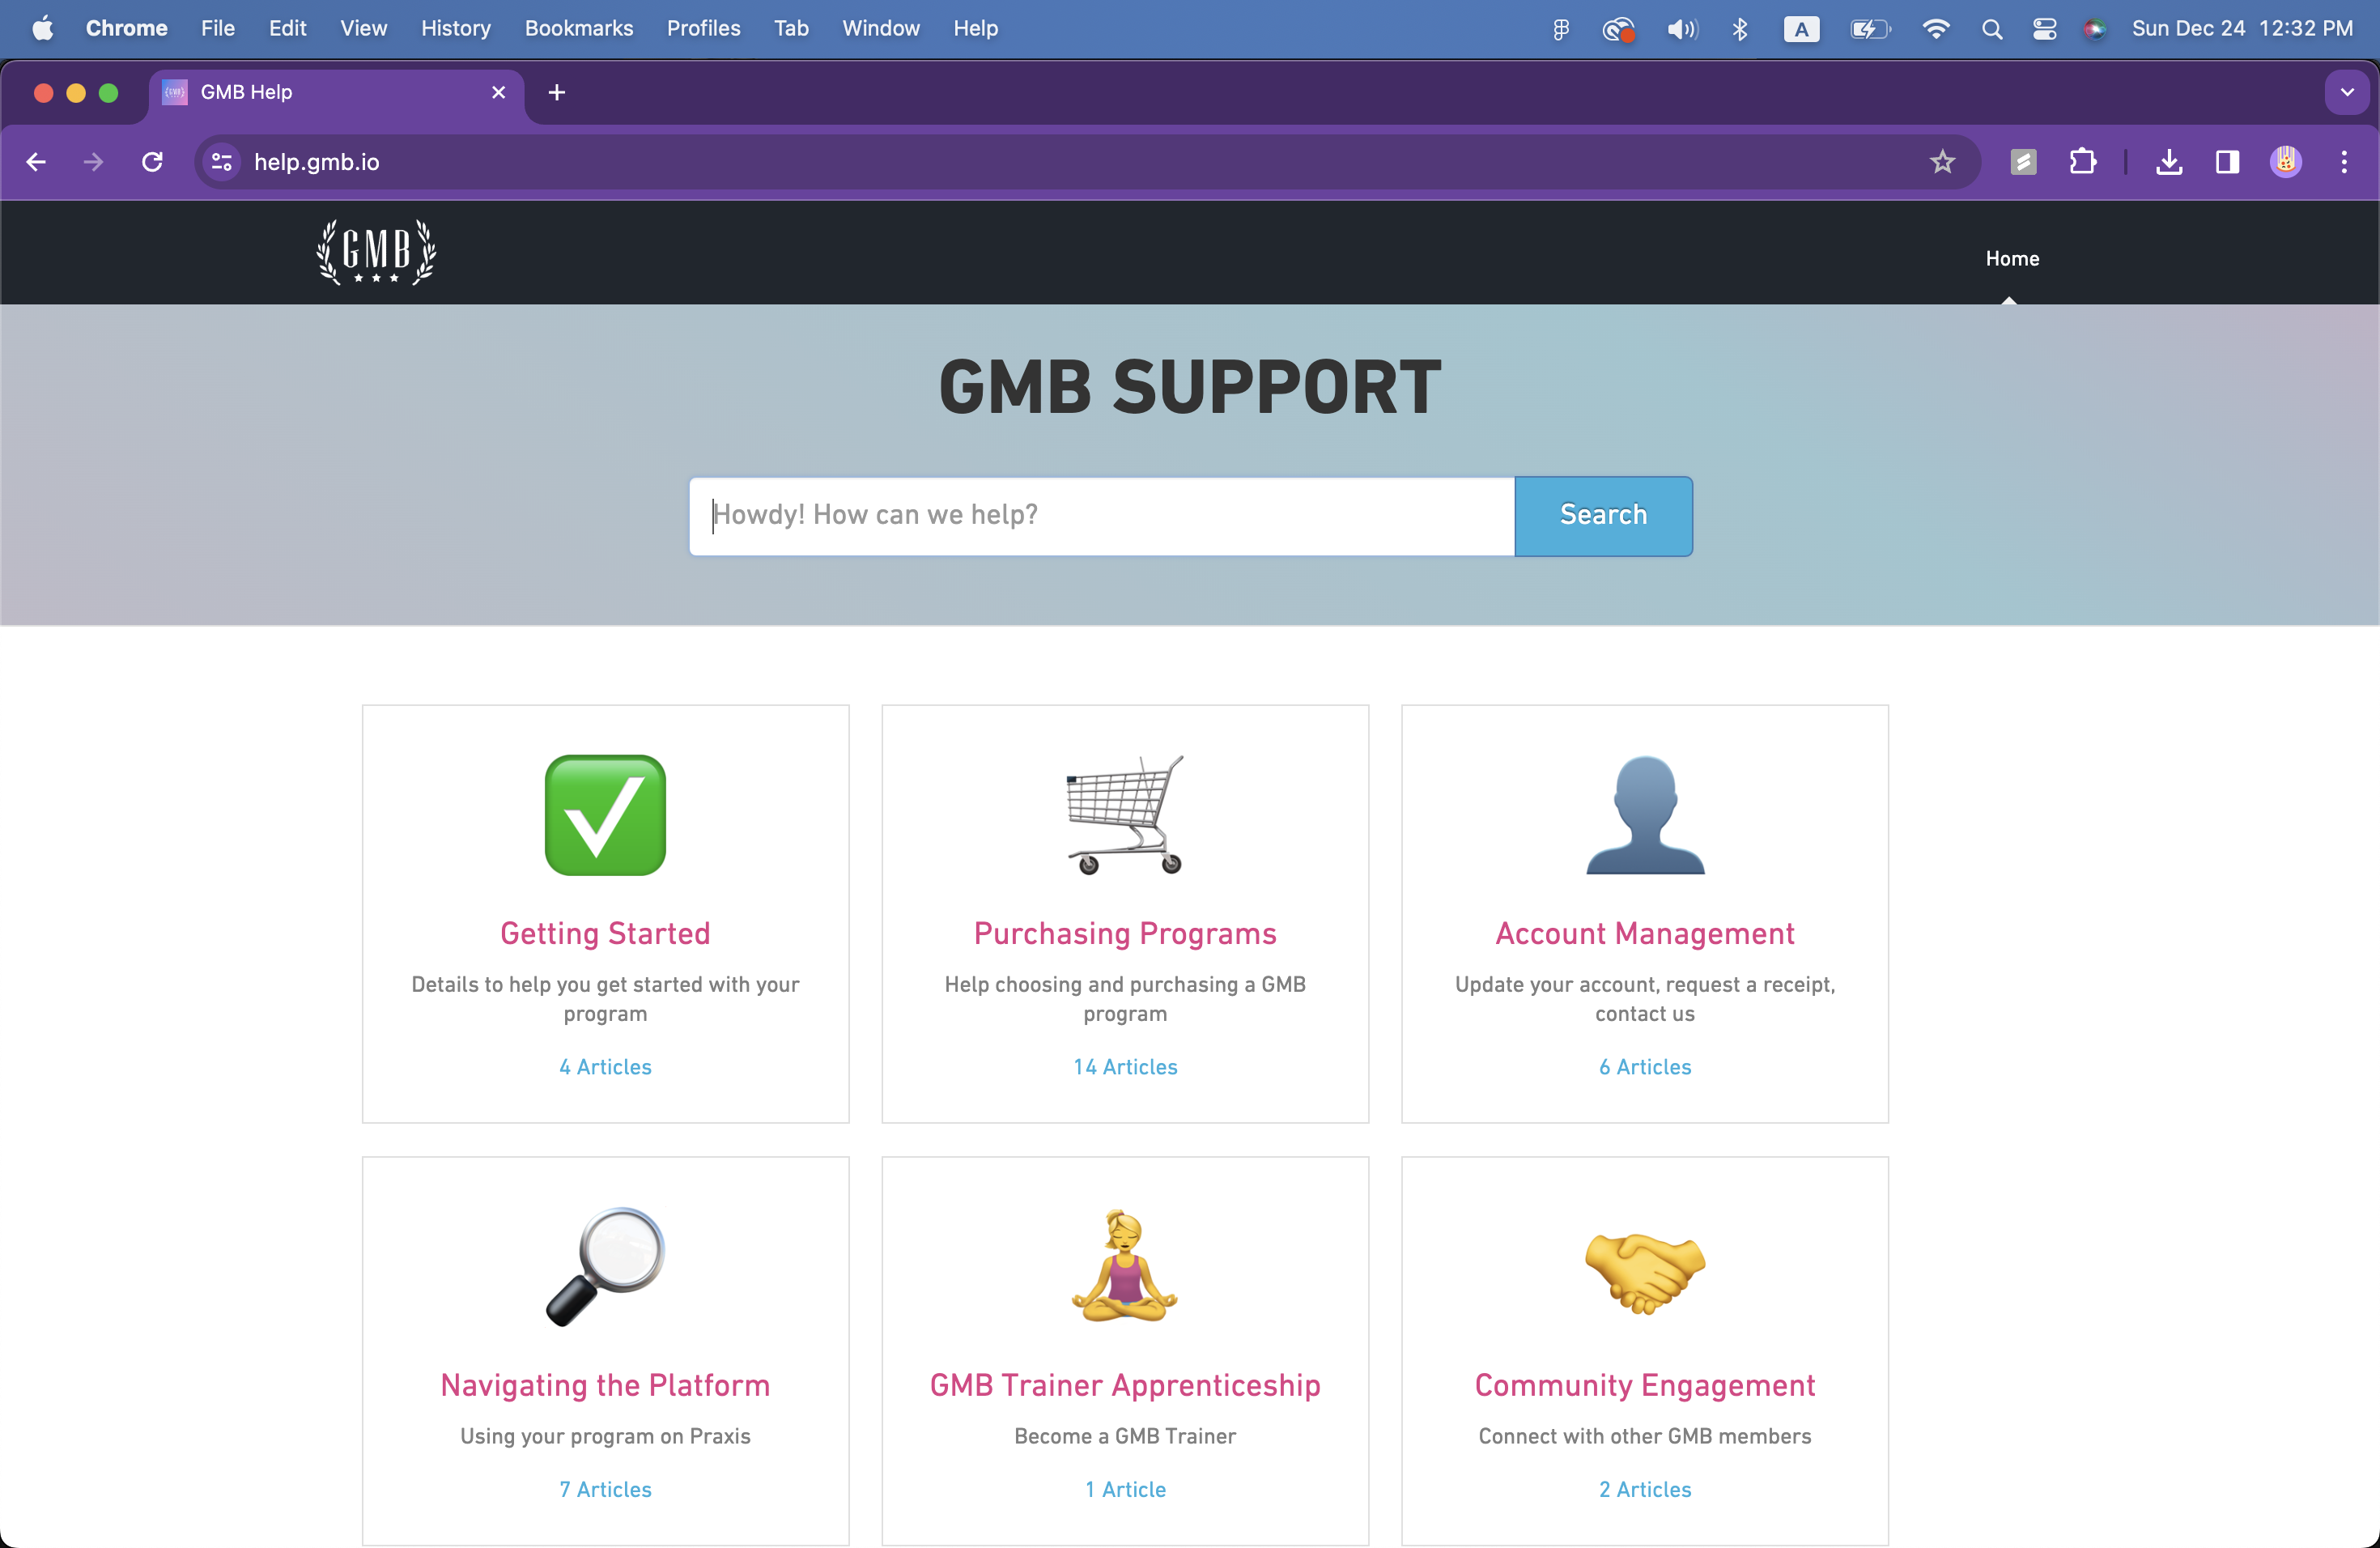 Chrome File Edit View History Bookmarks Profiles Tab Window Help A Sun Dec 24 12:32 PM
GMB Help
help.gmb.io
GMB
Home
GMB SUPPORT
Howdy! How can we help?
Search
Getting Started
Details to help you get started with your
program
4 Articles
Purchasing Programs
Help choosing and purchasing a GMB
program
14 Articles
Account Management
Update your account, request a receipt,
contact us
6 Articles
Navigating the Platform
Using your program on Praxis
7 Articles
GMB Trainer Apprenticeship
Become a GMB Trainer
1 Article
Community Engagement
Connect with other GMB members
2 Articles